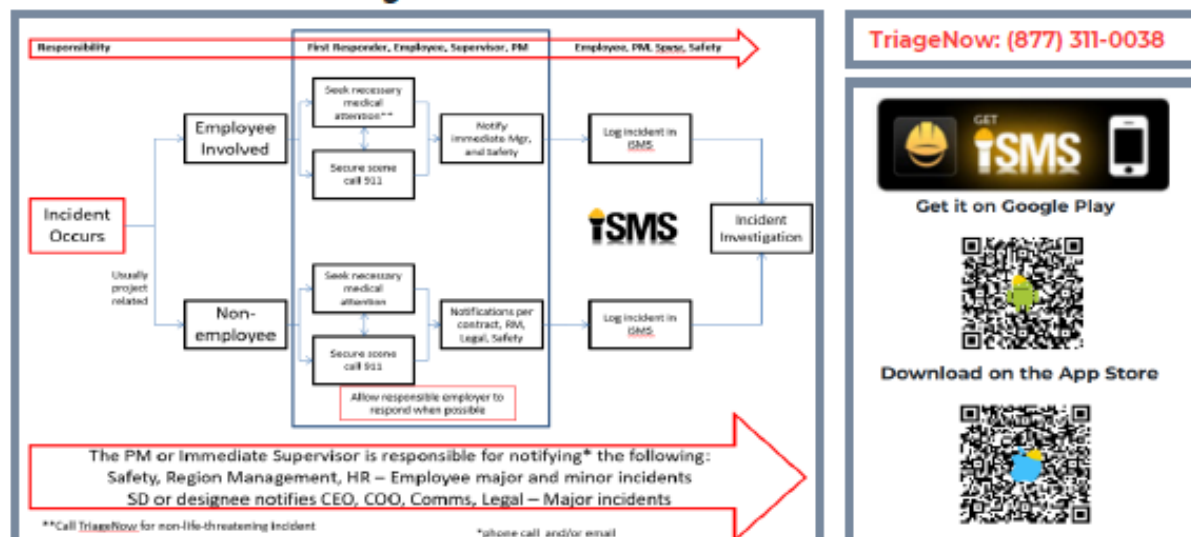 Responsibility
First Responder, Employee, Supervisor, PM
Employee, PM, Spvsr, Safety
Incident
Occurs
Usually
project
related
Employee
Involved
Seek necessary
medical
attention**
Secure scene
call 911
Notify
immediate Mgr,
and Safety
Log incident in
iSMS
iSMS
Incident
Investigation
Non-
employee
Seek necessary
medical
attention
Secure scene
call 911
Notifications per
contract, RM,
Legal, Safety
Log incident in
iSMS
Allow responsible employer to
respond when possible
The PM or Immediate Supervisor is responsible for notifying* the following:
Safety, Region Management, HR – Employee major and minor incidents
SD or designee notifies CEO, COO, Comms, Legal – Major incidents
**Call TriageNow for non-life-threatening incident
*phone call and/or email
TriageNow: (877) 311-0038
GET
iSMS
Get it on Google Play
Download on the App Store